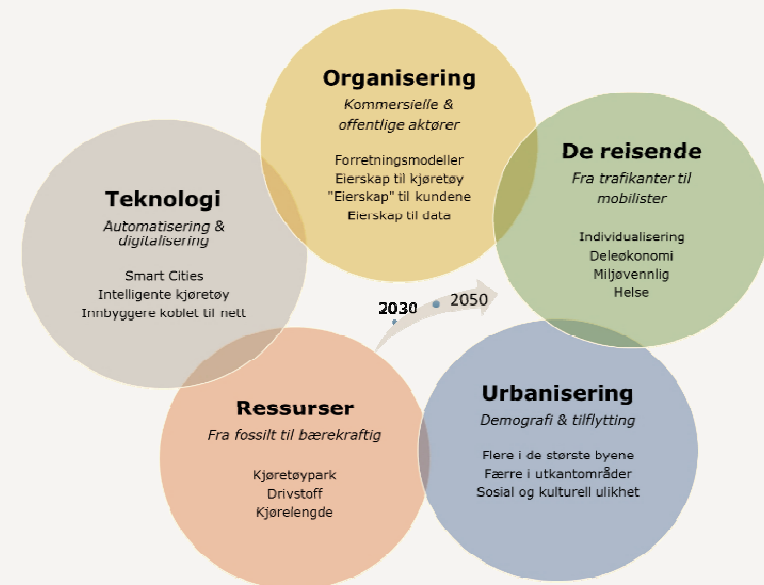 Organisering
Kommersielle &
offentlige aktører
Forretningsmodeller
Eierskap til kjøretøy
"Eierskap" til kundene
Eierskap til data
De reisende
Fra trafikanter til
mobilister
Individualisering
Deleøkonomi
Miljøvennlig
Helse
Teknologi
Automatisering &
digitalisering
Smart Cities
Intelligente kjøretøy
Innbyggere koblet til nett
2030
2050
Ressurser
Fra fossilt til bærekraftig
Kjøretøypark
Drivstoff
Kjørelengde
Urbanisering
Demografi & tilflytting
Flere i de største byene
Færre i utkantområder
Sosial og kulturell ulikhet